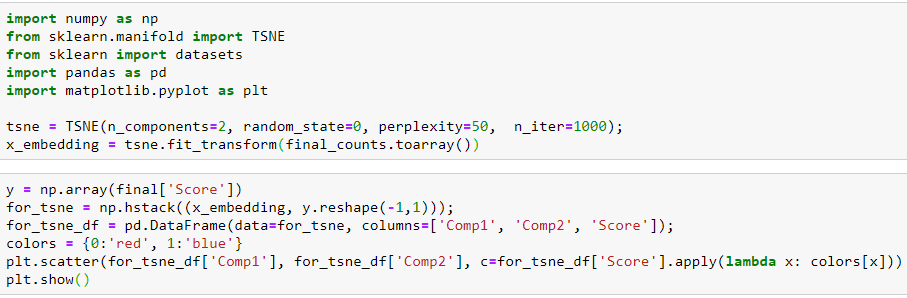 import numpy as np
from sklearn.manifold import TSNE
from sklearn import datasets
import pandas as pd
import matplotlib.pyplot as plt
tsne = TSNE(n_components=2, random_state=0, perplexity=50,  n_iter=1000);
x_embedding = tsne.fit_transform(final_counts.toarray())
y = np.array(final['Score'])
for_tsne = np.hstack((x_embedding, y.reshape(-1,1)));
for_tsne_df = pd.DataFrame(data=for_tsne, columns=['Comp1', 'Comp2', 'Score']);
colors = {0:'red', 1:'blue'}
plt.scatter(for_tsne_df['Comp1'], for_tsne_df['Comp2'], c=for_tsne_df['Score'].apply(lambda x: colors[x]))
plt.show()